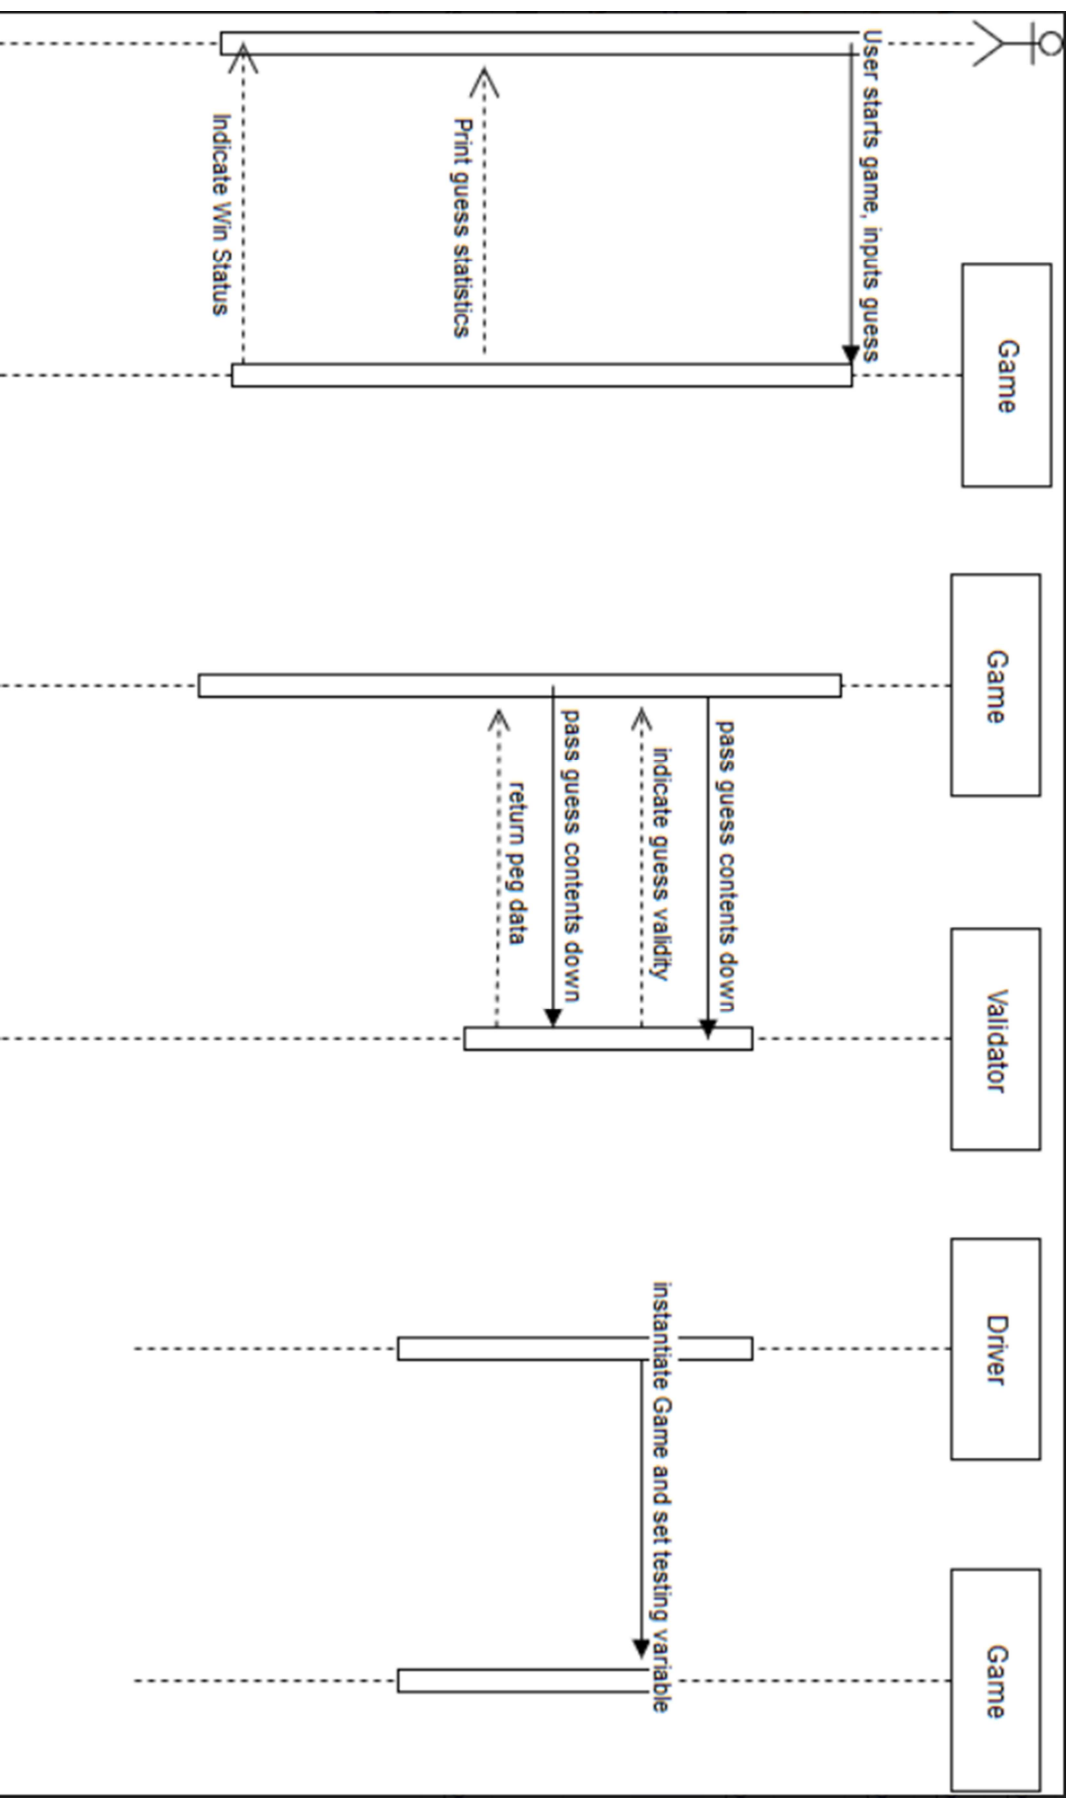 Game
Game
Validator
Driver
Game
User starts game, inputs guess
pass guess contents down
indicate guess validity
instantiate Game and set testing variable
pass guess contents down
return peg data
Print guess statistics
Indicate Win Status